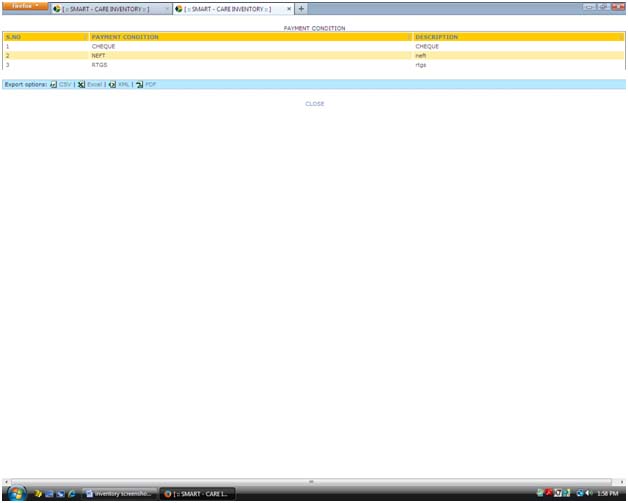 Firefox
[ :: SMART - CARE INVENTORY :: ] [ :: SMART - CARE INVENTORY :: ]
PAYMENT CONDITION
S.NO PAYMENT CONDITION DESCRIPTION
1 CHEQUE CHEQUE
2 NEFT neft
3 RTGS rtgs
Export options: CSV | Excel | XML | PDF
CLOSE
inventory screensho... [ :: SMART - CARE I... 1:58 PM